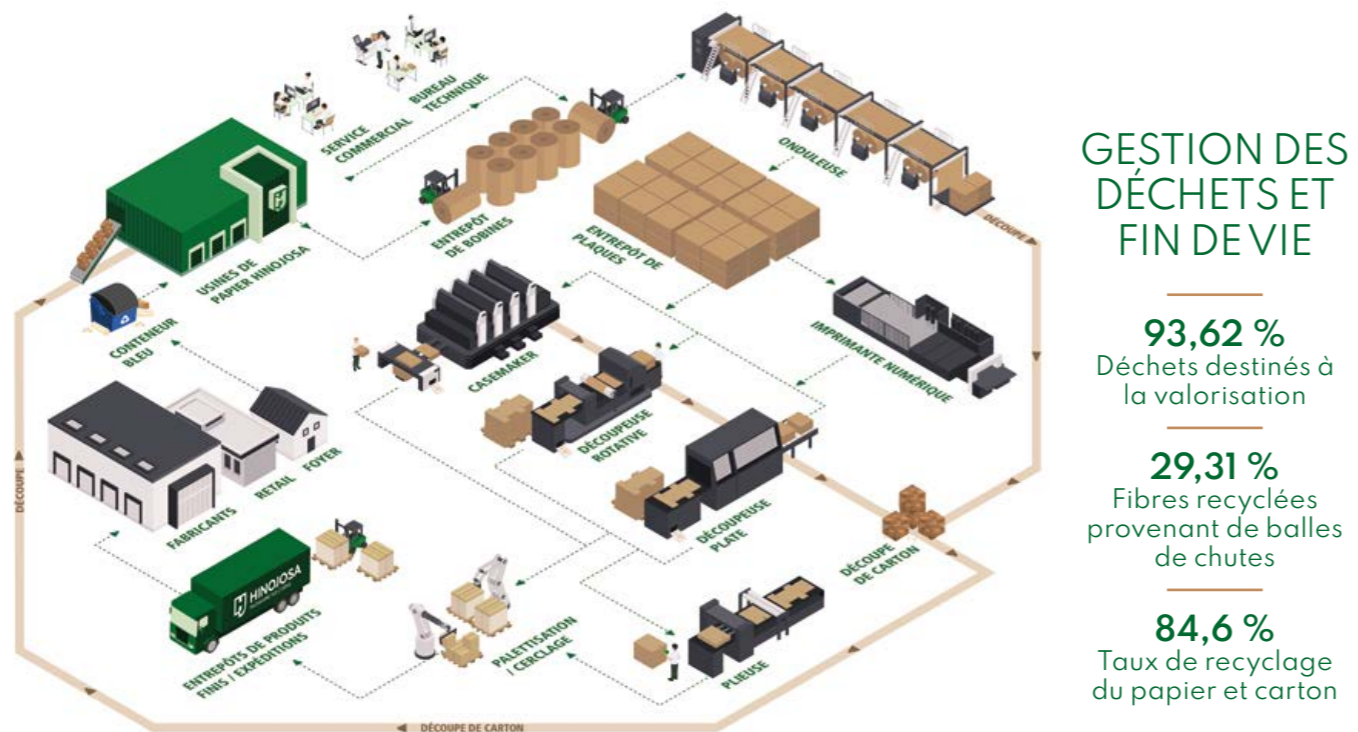 BUREAU
TECHNIQUE
SERVICE
COMMERCIAL
ONDULEUSE
DÉCOUPE
ENTREPÔT
DE BOBINES
ENTREPÔT DE
PLAQUES
USINES DE
PAPIER HINOJOSA
CONTENEUR
BLEU
CASEMAKER
IMPRIMANTE NUMÉRIQUE
DÉCOUPEUSE
ROTATIVE
DÉCOUPEUSE
PLATE
FOYER
RETAIL
FABRICANTS
DÉCOUPE
DÉCOUPE
DE CARTON
HINOJOSA
ENTREPÔTS DE PRODUITS
FINIS / EXPÉDITIONS
PALETTISATION
/ CERCLAGE
PLIEUSE
DÉCOUPE DE CARTON
GESTION DES
DÉCHETS ET
FIN DE VIE
93,62 %
Déchets destinés à
la valorisation
29,31 %
Fibres recyclées
provenant de balles
de chutes
84,6 %
Taux de recyclage
du papier et carton